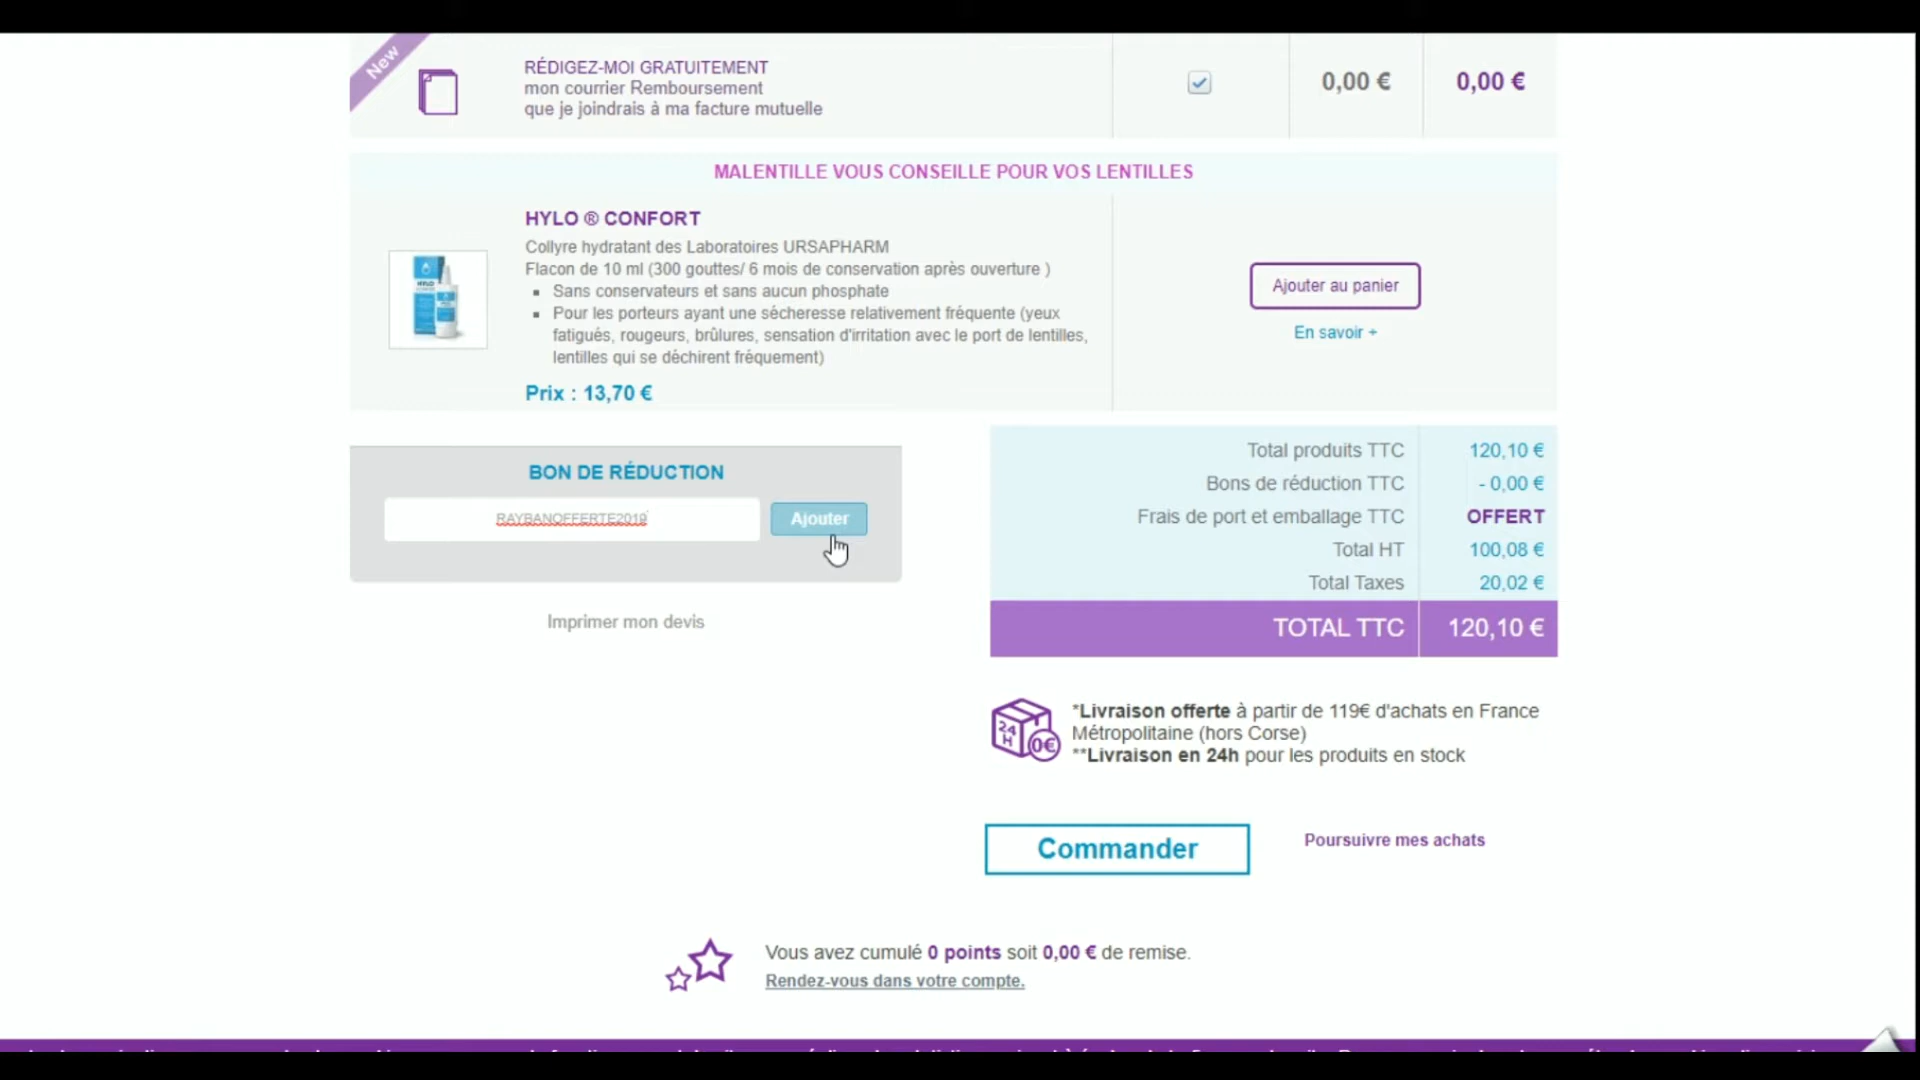 New
RÉDIGEZ-MOI GRATUITEMENT
mon courrier Remboursement
que je joindrais à ma facture mutuelle
0,00 €
0,00 €
MALENTILLE VOUS CONSEILLE POUR VOS LENTILLES
HYLO ® CONFORT
Collyre hydratant des Laboratoires URSAPHARM
Flacon de 10 ml (300 gouttes/ 6 mois de conservation après ouverture )
Sans conservateurs et sans aucun phosphate
Pour les porteurs ayant une sécheresse relativement fréquente (yeux
fatigués, rougeurs, brûlures, sensation d'irritation avec le port de lentilles,
lentilles qui se déchirent fréquement)
Prix : 13,70 €
HYLO
Ajouter au panier
En savoir +
BON DE RÉDUCTION
RAYBANOFFERTE2019
Ajouter
Imprimer mon devis
Total produits TTC 120,10 €
Bons de réduction TTC - 0,00 €
Frais de port et emballage TTC OFFERT
Total HT 100,08 €
Total Taxes 20,02 €
TOTAL TTC 120,10 €
24 H 0€
*Livraison offerte à partir de 119€ d'achats en France
Métropolitaine (hors Corse)
**Livraison en 24h pour les produits en stock
Commander
Poursuivre mes achats
Vous avez cumulé 0 points soit 0,00 € de remise.
Rendez-vous dans votre compte.